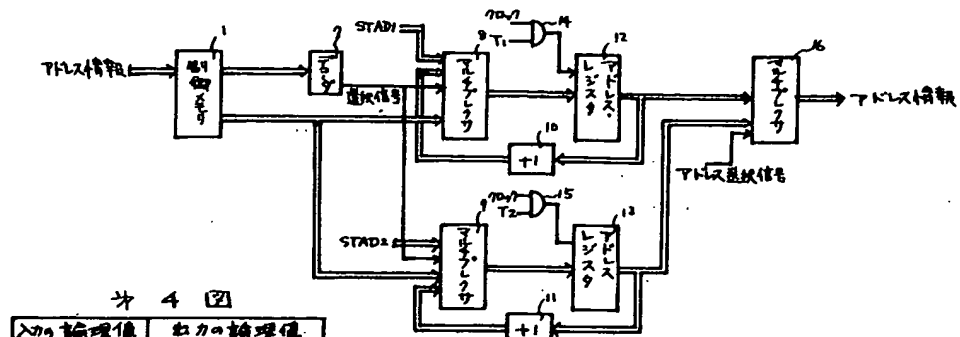 STAD1
クロック
T1
14
1
7
8
12
16
アドレス情報
制御メモリ
デコーダ
選択信号
マルチプレクサ
アドレス・レジスタ
マルチプレクサ
アドレス情報
10
+1
アドレス選択信号
クロック
T2
15
9
13
STAD2
マルチプレクサ
アドレスレジスタ
11
+1
才 4 図
入力の論理値 出力の論理値